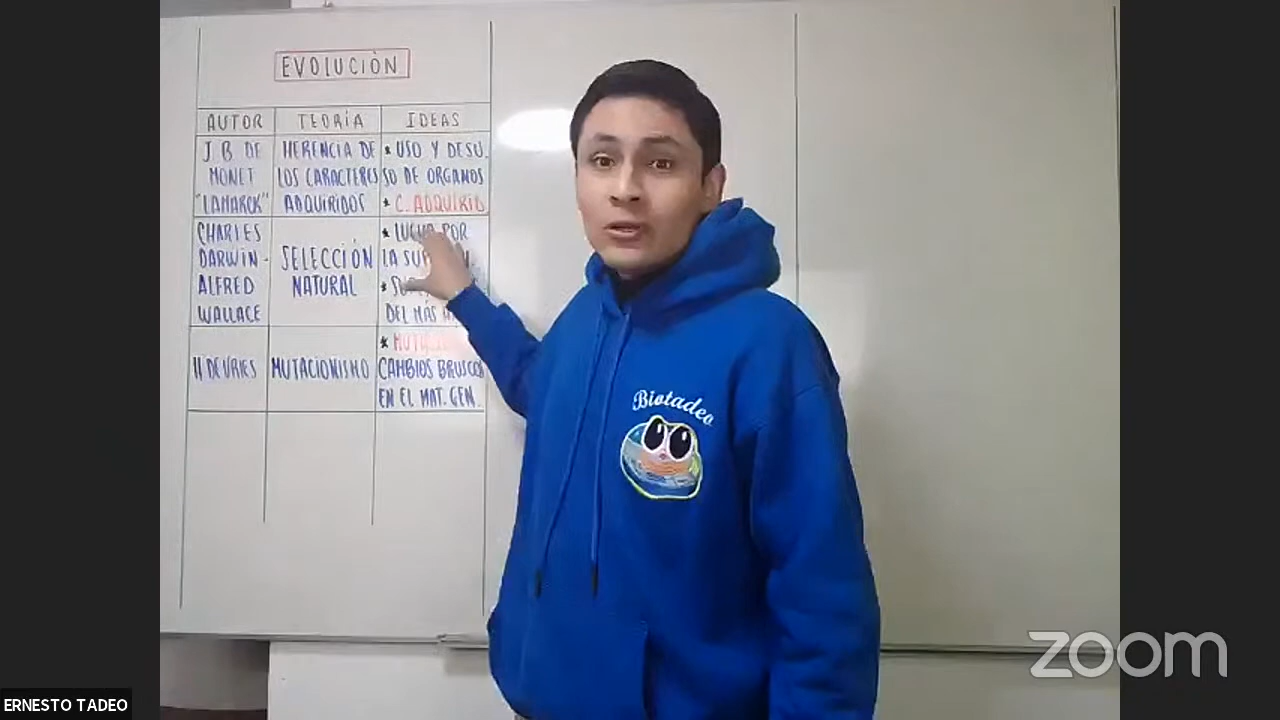 EVOLUCIÓN
AUTOR TEORÍA IDEAS
J B DE
MONET
"LAMARCK"
HERENCIA DE
LOS CARACTERES
ADQUIRIDOS
* USO Y DESU.
SO DE ORGANOS
* C. ADQUIRID
CHARLES
DARWIN -
ALFRED
WALLACE
SELECCIÓN
NATURAL
* LUCHA POR
LA
*
DEL MÁS
H DEVRIES
MUTACIONISMO
*
CAMBIOS BRUSCOS
EN EL MAT. GEN.
Biotadeo
zoom
ERNESTO TADEO